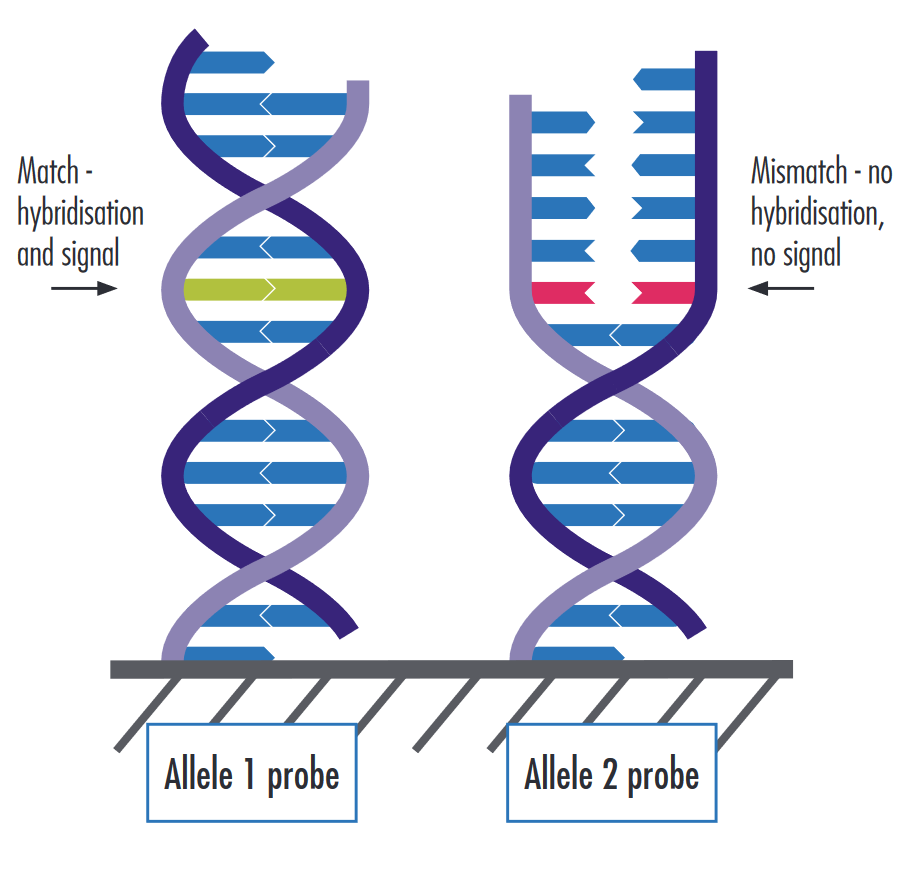 Match -
hybridisation
and signal
Mismatch - no
hybridisation,
no signal
Allele 1 probe
Allele 2 probe